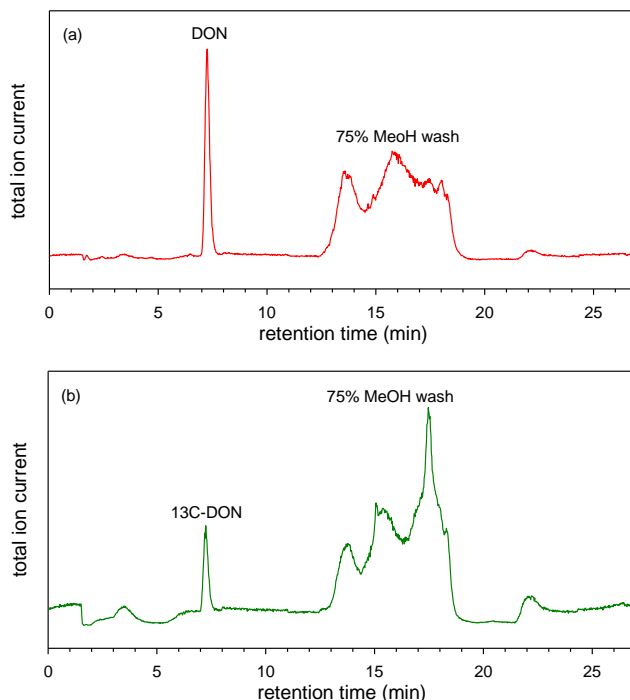 (a)
DON
75% MeoH wash
total ion current
0 5 10 15 20 25
retention time (min)
(b)
75% MeOH wash
13C-DON
total ion current
0 5 10 15 20 25
retention time (min)